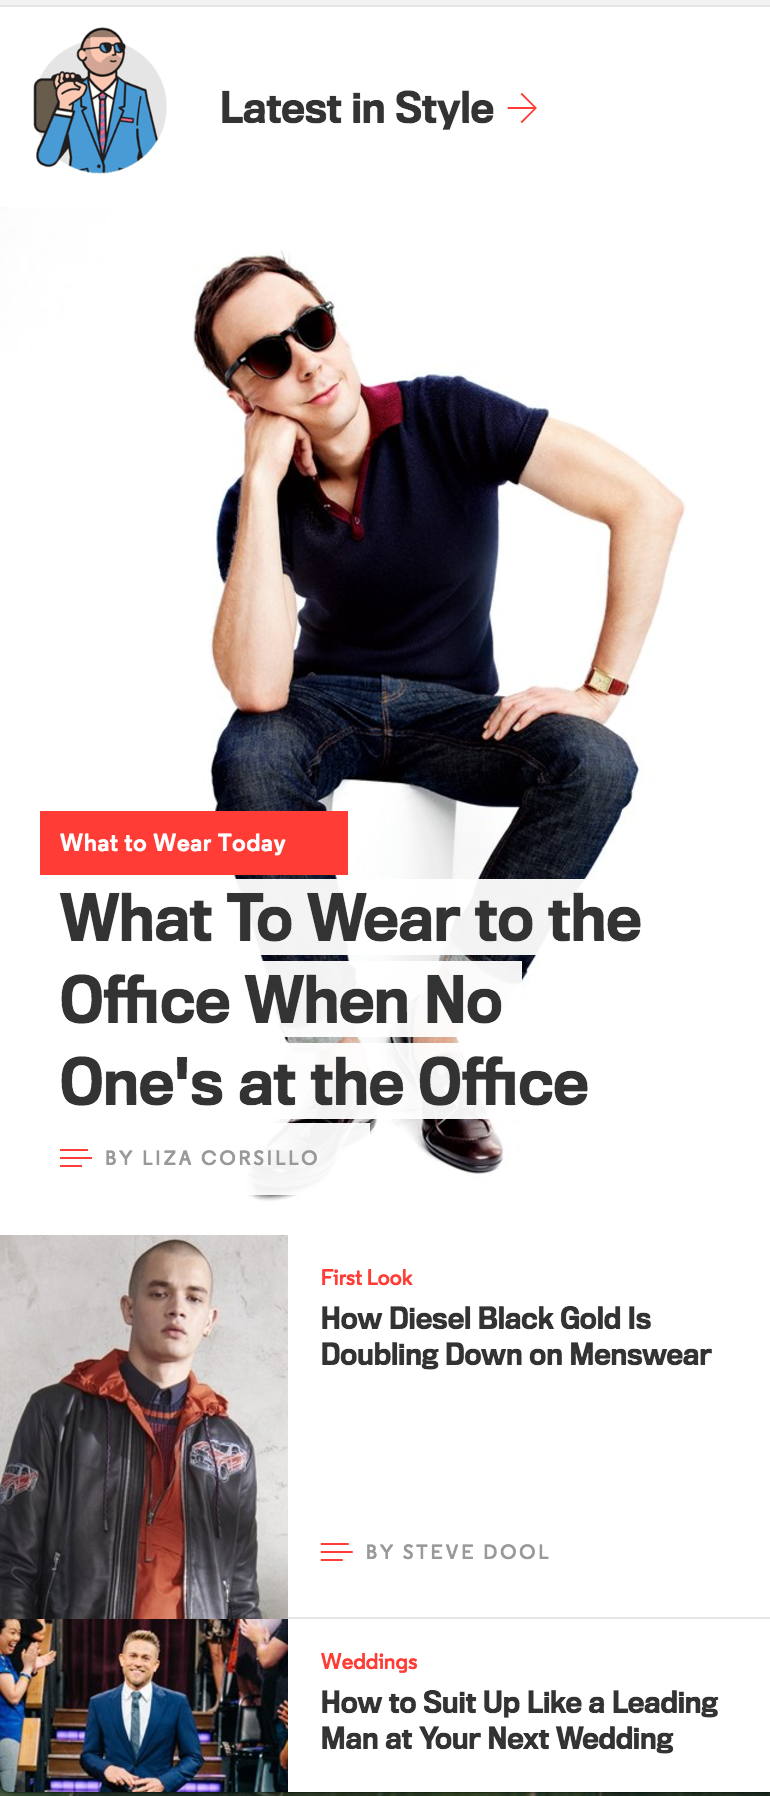 Latest in Style
What to Wear Today
What To Wear to the
Office When No
One's at the Office
BY LIZA CORSILLO
First Look
How Diesel Black Gold Is
Doubling Down on Menswear
BY STEVE DOOL
Weddings
How to Suit Up Like a Leading
Man at Your Next Wedding